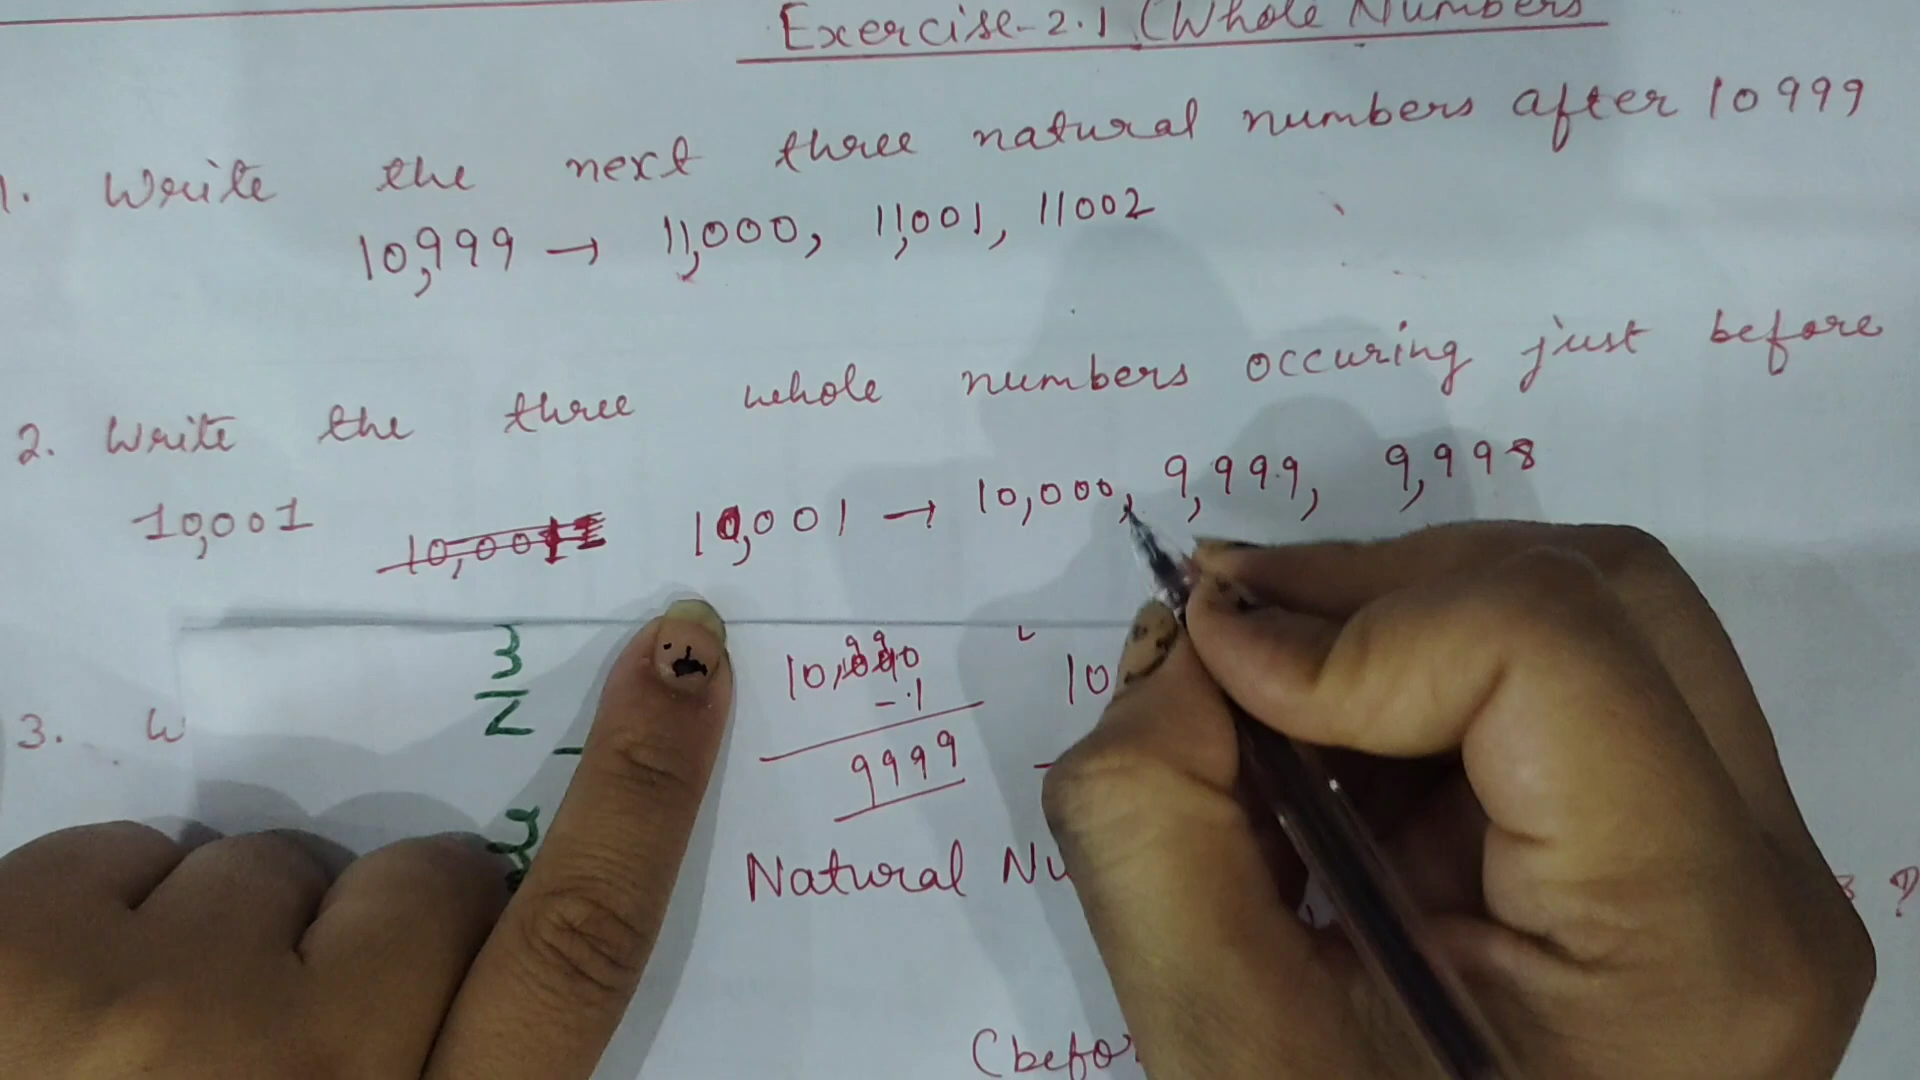 Exercise-2.1 (Whole Numbers
1. Write the next three natural numbers after 10999
10,999 → 11,000, 11,001, 11002
2. Write the three whole numbers occuring just before
10,001 10,001 → 10,000, 9,999, 9,998
10,000
-1
9999
10
3. W
Natural Nu
?
(befor